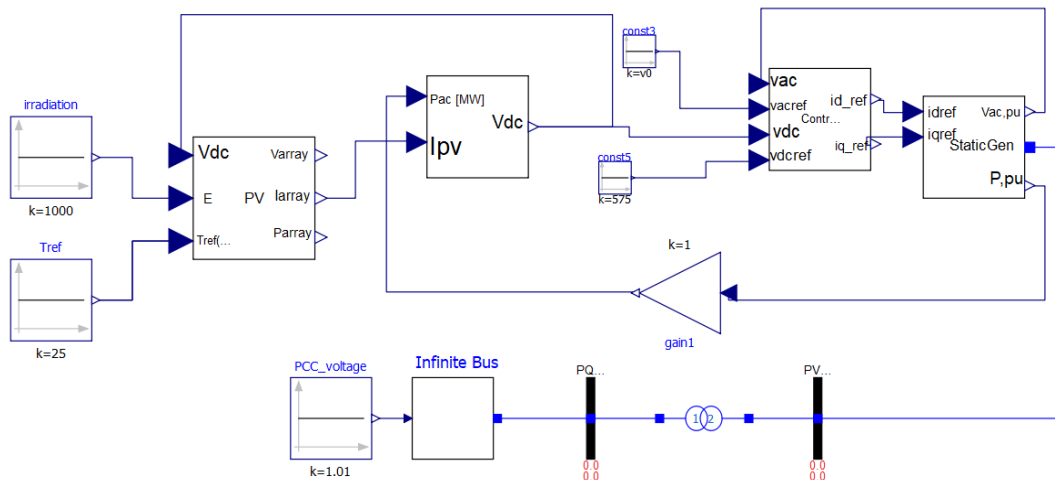 const3
k=v0
irradiation
k=1000
Tref
k=25
Vdc
E
Tref(...
PV
Varray
Iarray
Parray
Pac [MW]
Ipv
Vdc
const5
k=575
vac
vacref
vdc
vdcref
Contr...
id_ref
iq_ref
idref
iqref
Vac,pu
StaticGen
P,pu
k=1
gain1
PCC_voltage
k=1.01
Infinite Bus
PQ...
0.0
0.0
1
2
PV...
0.0
0.0